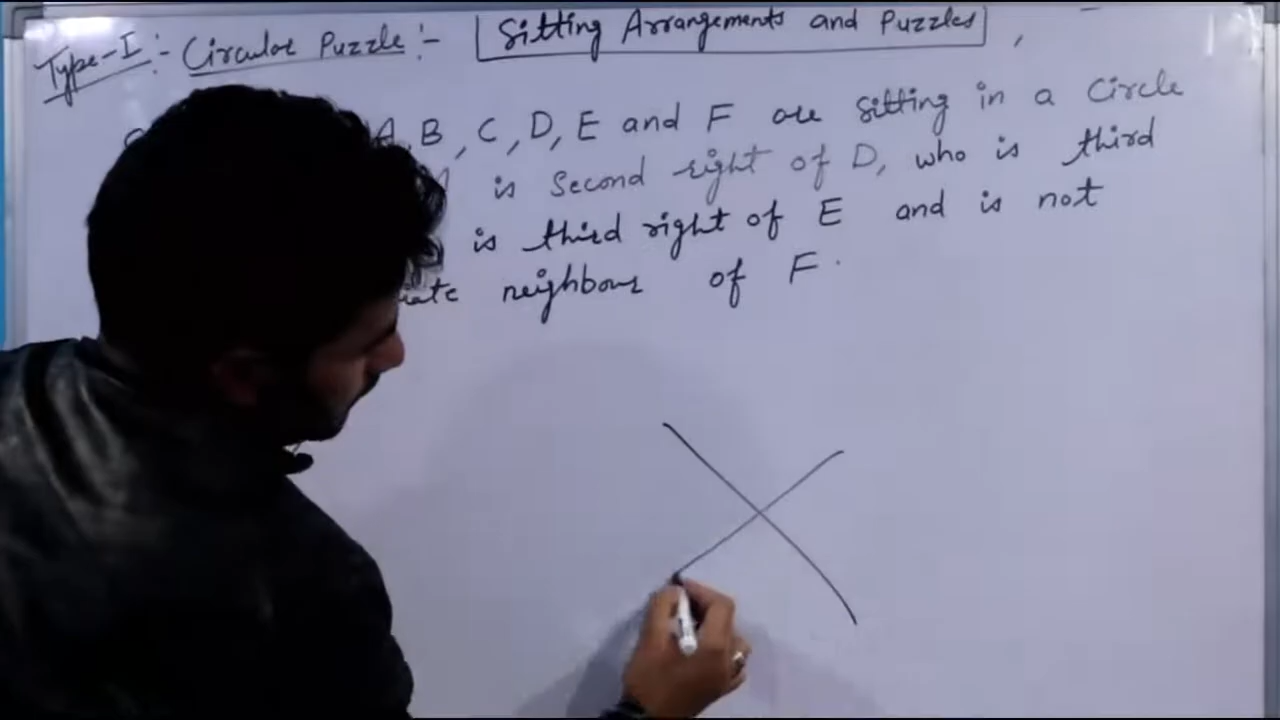 Type-I:- Circular Puzzle:- Sitting Arrangements and Puzzles
A, B, C, D, E and F are sitting in a Circle
is Second right of D, who is third
is third right of E and is not
neighbour of F.